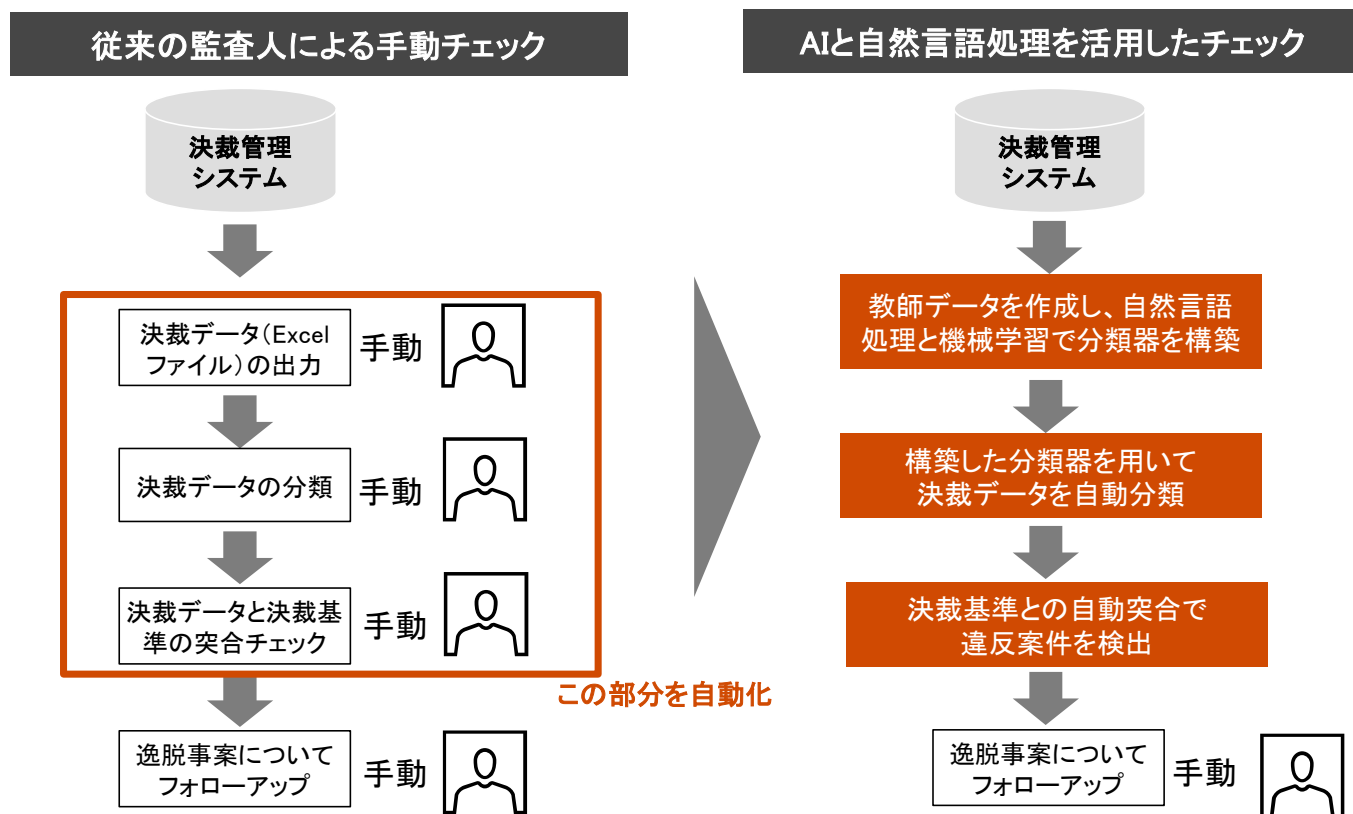 従来の監査人による手動チェック
決裁管理
システム
決裁データ(Excel
ファイル)の出力
手動
決裁データの分類
手動
決裁データと決裁基
準の突合チェック
手動
この部分を自動化
逸脱事案について
フォローアップ
手動
AIと自然言語処理を活用したチェック
決裁管理
システム
教師データを作成し、自然言語
処理と機械学習で分類器を構築
構築した分類器を用いて
決裁データを自動分類
決裁基準との自動突合で
違反案件を検出
逸脱事案について
フォローアップ
手動